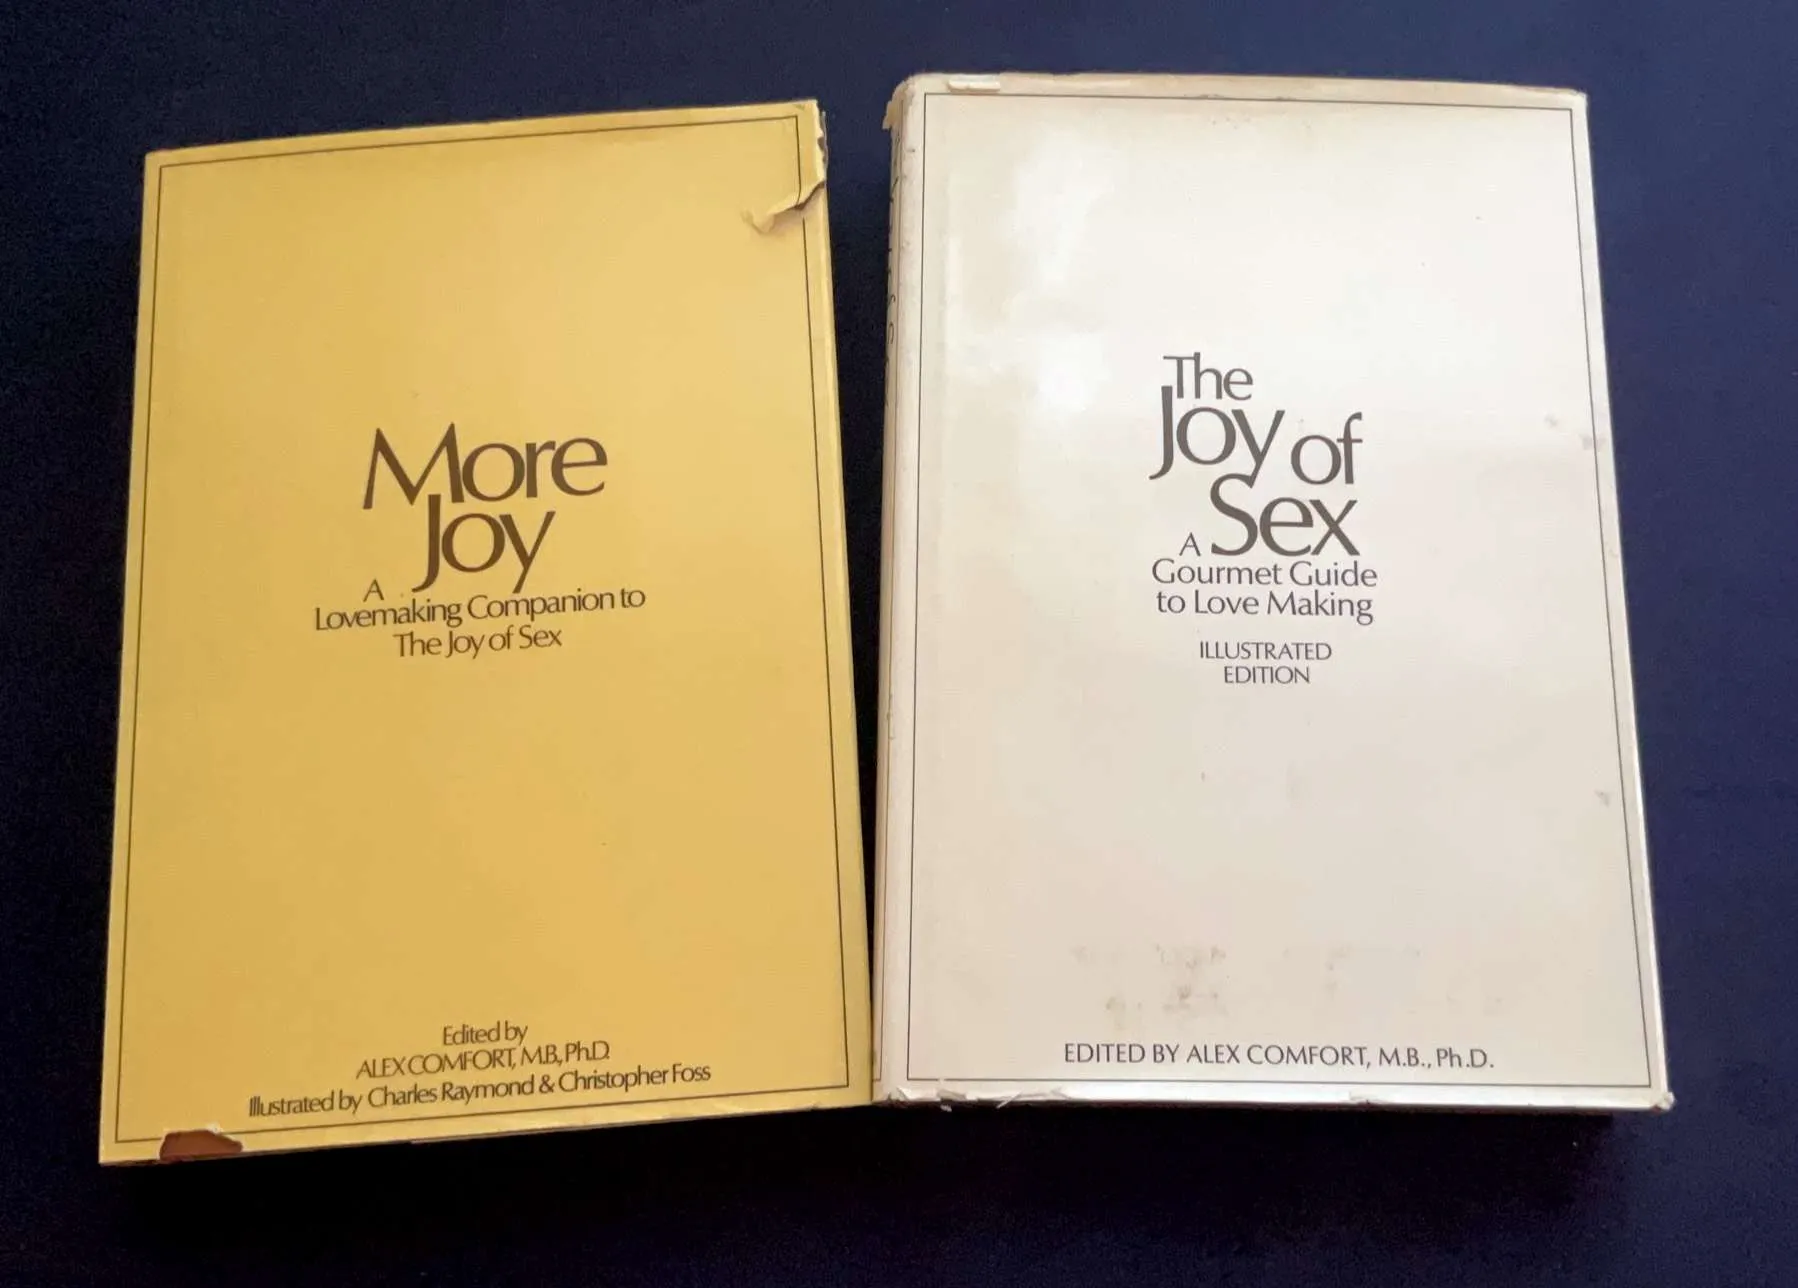 More
Joy
A
Lovemaking Companion to
The Joy of Sex
Edited by
ALEX COMFORT, M.B., Ph.D.
Illustrated by Charles Raymond & Christopher Foss
The
Joy of
Sex
A
Gourmet Guide
to Love Making
ILLUSTRATED
EDITION
EDITED BY ALEX COMFORT, M.B., Ph.D.